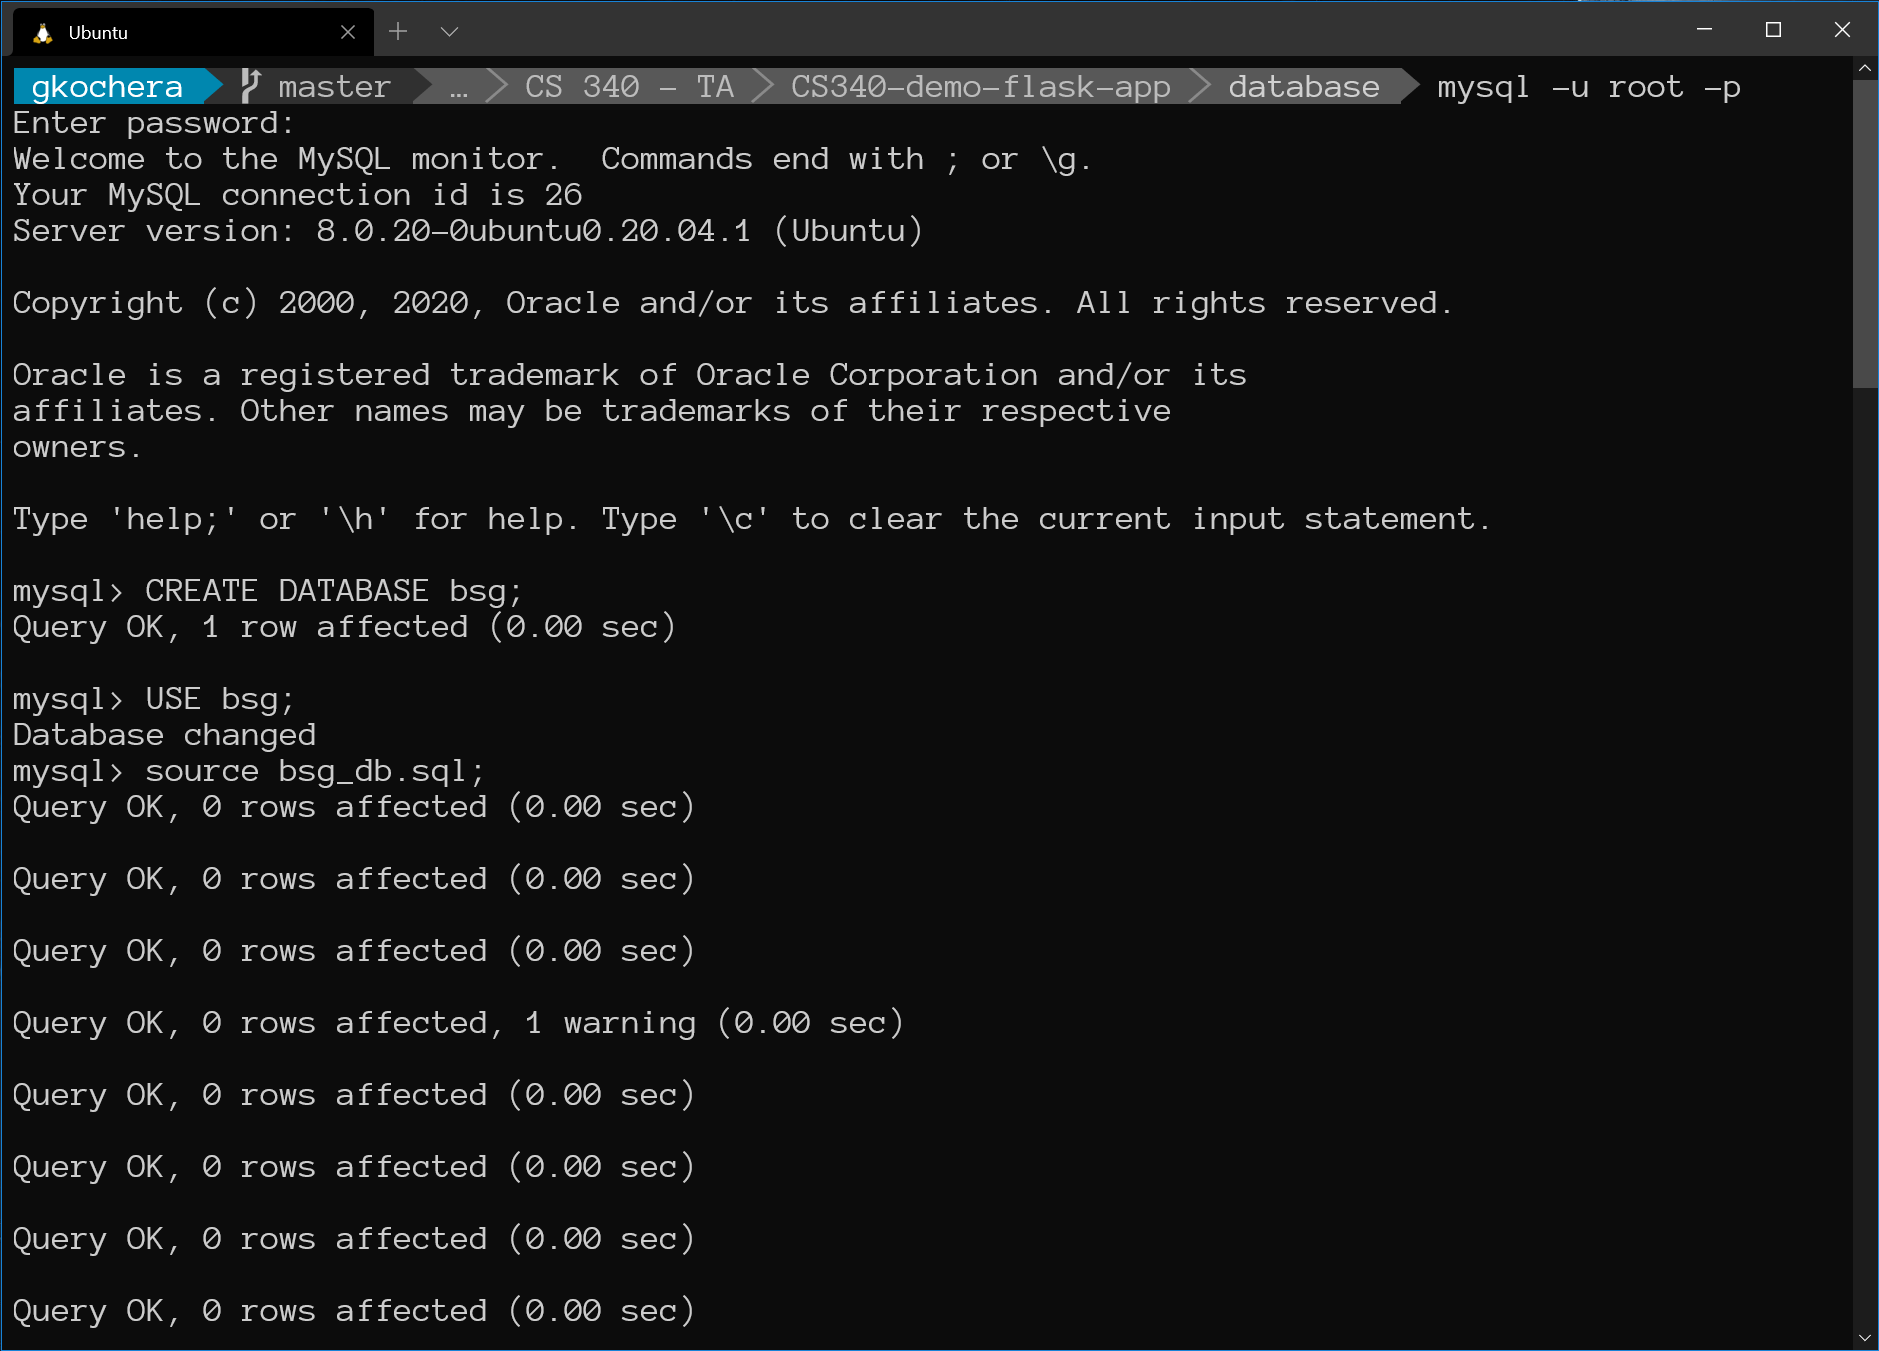 Ubuntu
gkochera master … CS 340 - TA CS340-demo-flask-app database mysql -u root -p
Enter password:
Welcome to the MySQL monitor.  Commands end with ; or \g.
Your MySQL connection id is 26
Server version: 8.0.20-0ubuntu0.20.04.1 (Ubuntu)
Copyright (c) 2000, 2020, Oracle and/or its affiliates. All rights reserved.
Oracle is a registered trademark of Oracle Corporation and/or its
affiliates. Other names may be trademarks of their respective
owners.
Type 'help;' or '\h' for help. Type '\c' to clear the current input statement.
mysql> CREATE DATABASE bsg;
Query OK, 1 row affected (0.00 sec)
mysql> USE bsg;
Database changed
mysql> source bsg_db.sql;
Query OK, 0 rows affected (0.00 sec)
Query OK, 0 rows affected (0.00 sec)
Query OK, 0 rows affected (0.00 sec)
Query OK, 0 rows affected, 1 warning (0.00 sec)
Query OK, 0 rows affected (0.00 sec)
Query OK, 0 rows affected (0.00 sec)
Query OK, 0 rows affected (0.00 sec)
Query OK, 0 rows affected (0.00 sec)